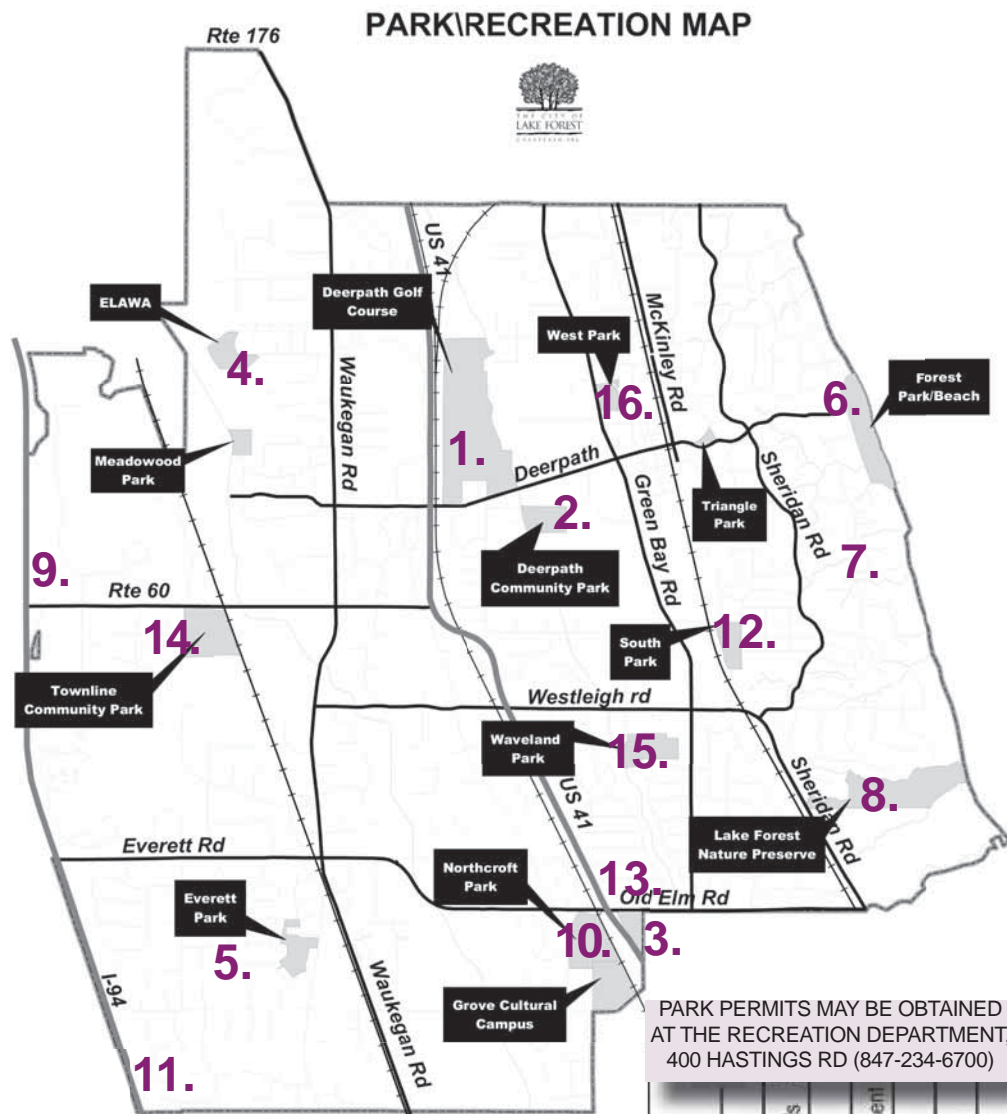 PARK\RECREATION MAP
Rte 176
THE CITY OF
LAKE FOREST
US 41
ELAWA
Deerpath Golf
Course
West Park
McKinley Rd
Forest
Park/Beach
4.
Waukegan Rd
16.
6.
Meadowood
Park
1.
Deerpath
Green Bay Rd
Triangle
Park
Sheridan Rd
2.
Deerpath
Community Park
9.
7.
Rte 60
14.
South
Park
12.
Townline
Community Park
Westleigh rd
Waveland
Park
15.
US 41
Sheridan Rd
8.
Lake Forest
Nature Preserve
Everett Rd
Northcroft
Park
13.
Old Elm Rd
Everett
Park
5.
10.
3.
I-94
Waukegan Rd
Grove Cultural
Campus
11.
PARK PERMITS MAY BE OBTAINED
AT THE RECREATION DEPARTMENT,
400 HASTINGS RD (847-234-6700)